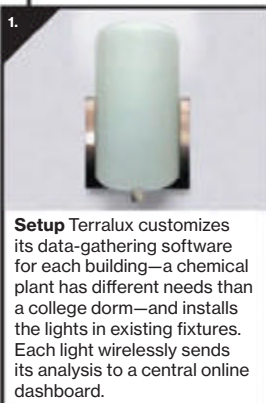 1.
Setup Terralux customizes
its data-gathering software
for each building—a chemical
plant has different needs than
a college dorm—and installs
the lights in existing fixtures.
Each light wirelessly sends
its analysis to a central online
dashboard.